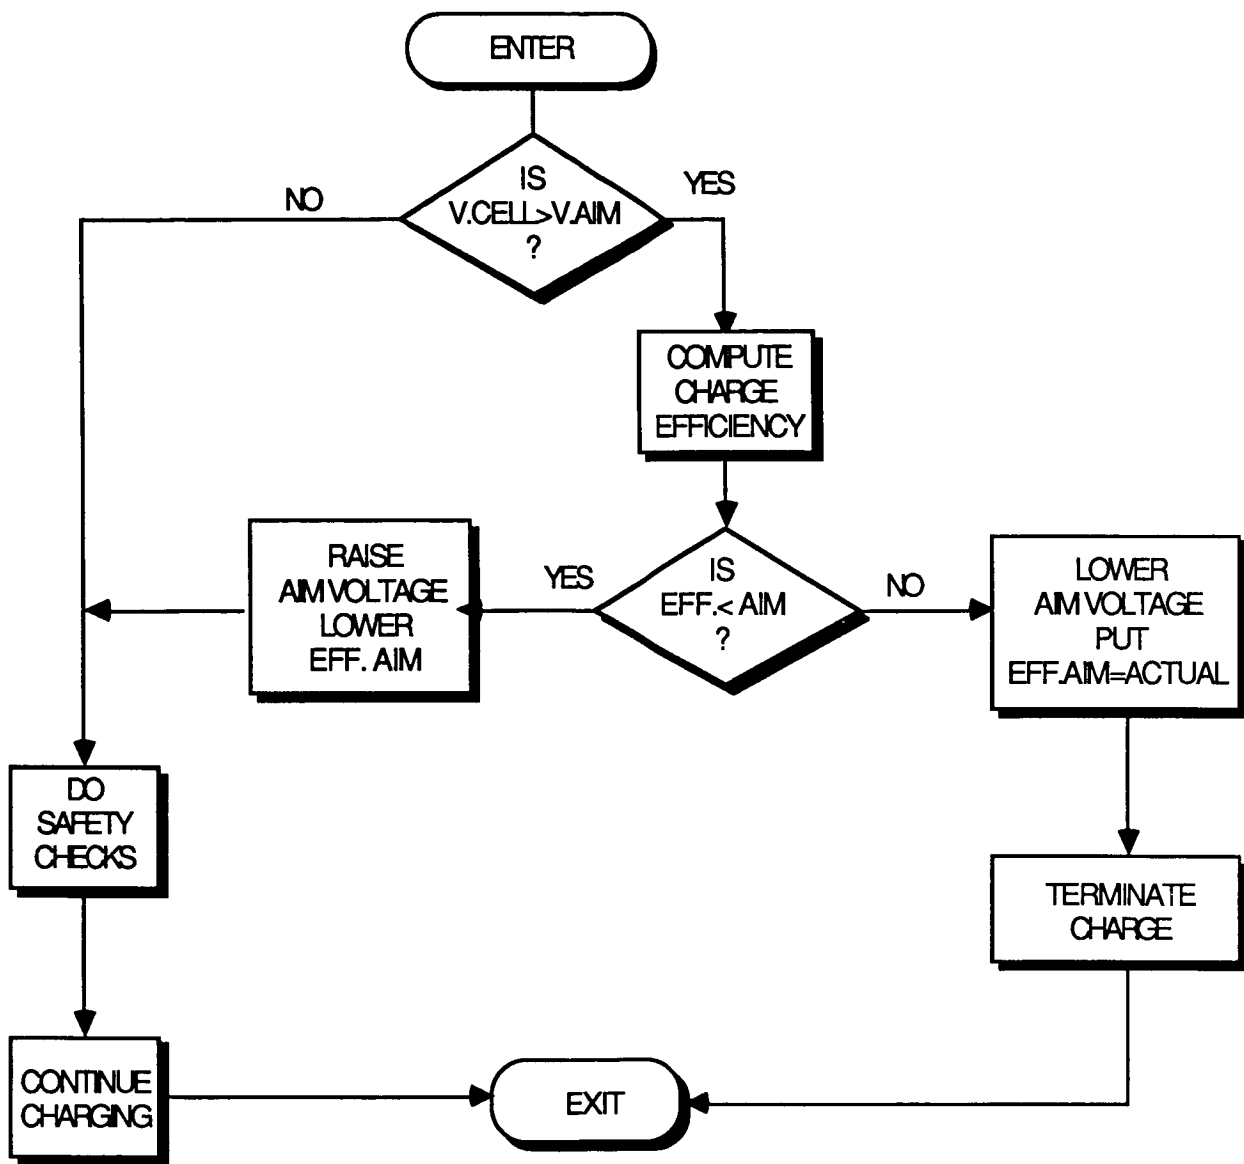 ENTER
IS
V.CELL>V.AIM
?
NO
YES
COMPUTE
CHARGE
EFFICIENCY
RAISE
AIM VOLTAGE
LOWER
EFF. AIM
YES
IS
EFF.< AIM
?
NO
LOWER
AIM VOLTAGE
PUT
EFF.AIM=ACTUAL
DO
SAFETY
CHECKS
TERMINATE
CHARGE
CONTINUE
CHARGING
EXIT